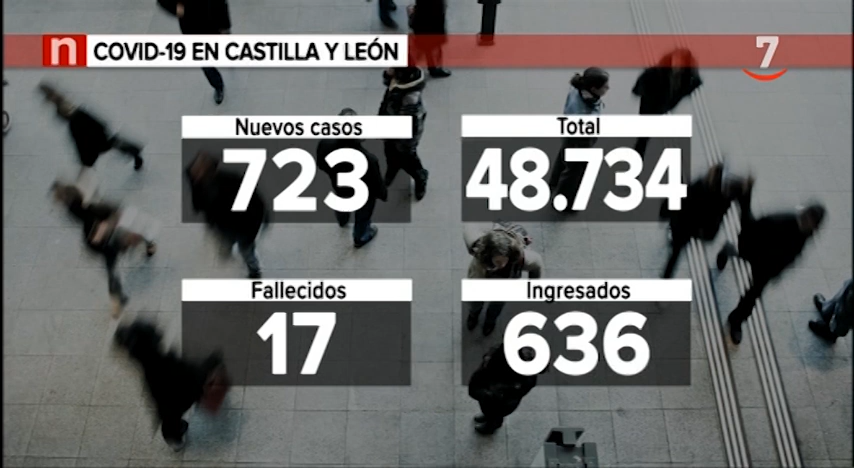 n COVID-19 EN CASTILLA Y LEÓN
7
Nuevos casos
723
Total
48.734
Fallecidos
17
Ingresados
636